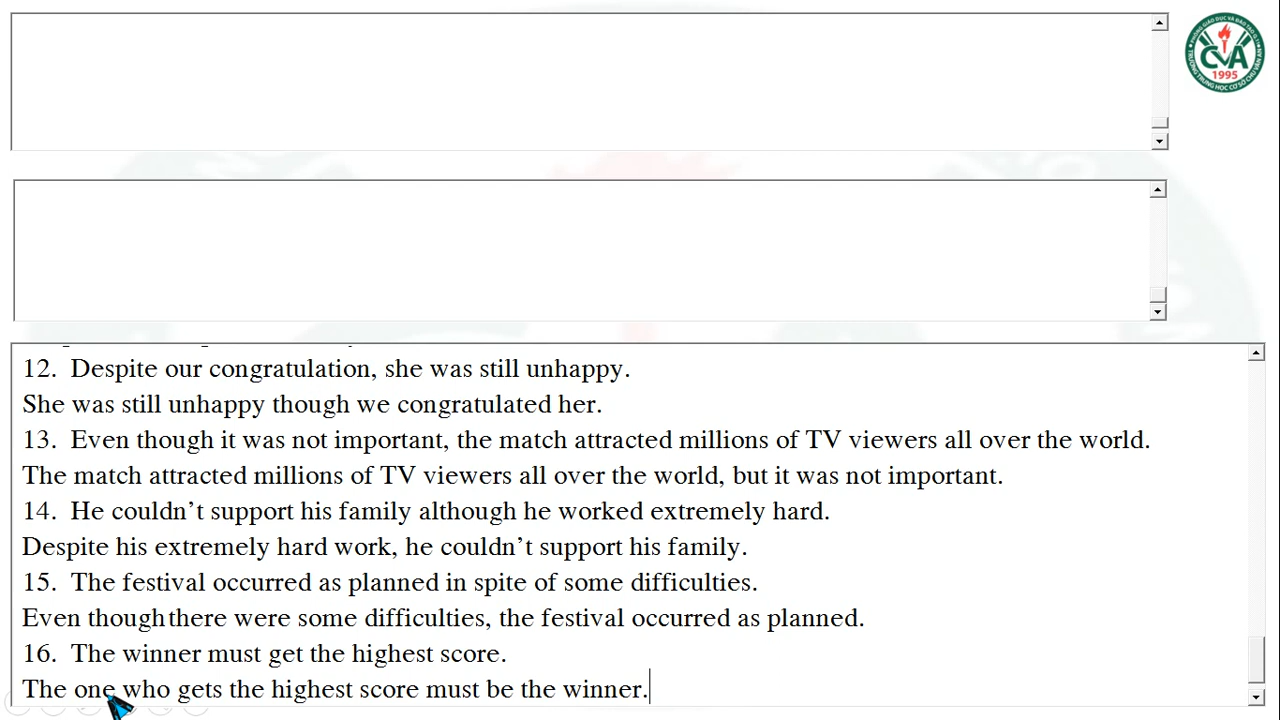 CVA
1995
12. Despite our congratulation, she was still unhappy.
She was still unhappy though we congratulated her.
13. Even though it was not important, the match attracted millions of TV viewers all over the world.
The match attracted millions of TV viewers all over the world, but it was not important.
14. He couldn’t support his family although he worked extremely hard.
Despite his extremely hard work, he couldn’t support his family.
15. The festival occurred as planned in spite of some difficulties.
Even though there were some difficulties, the festival occurred as planned.
16. The winner must get the highest score.
The one who gets the highest score must be the winner.